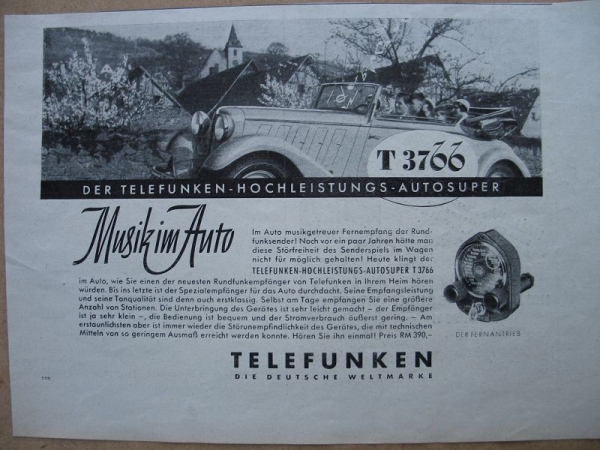 T 3766
DER TELEFUNKEN-HOCHLEISTUNGS-AUTOSUPER
Musik im Auto
Im Auto musikgetreuer Fernempfang der Rund-
funksender! Noch vor ein paar Jahren hätte man
diese Störfreiheit des Senderspiels im Wagen
nicht für möglich gehalten! Heute klingt der
TELEFUNKEN-HOCHLEISTUNGS-AUTOSUPER T 3766
im Auto, wie Sie einen der neuesten Rundfunkempfänger von Telefunken in Ihrem Heim hören
würden. Bis ins letzte ist der Spezialempfänger für das Auto durchdacht. Seine Empfangsleistung
und seine Tonqualität sind denn auch erstklassig. Selbst am Tage empfangen Sie eine größere
Anzahl von Stationen. Die Unterbringung des Gerätes ist sehr leicht gemacht – der Empfänger
ist ja sehr klein –, die Bedienung ist bequem und der Stromverbrauch äußerst gering. – Am
erstaunlichsten aber ist immer wieder die Störunempfindlichkeit des Gerätes, die mit technischen
Mitteln von so geringem Ausmaß erreicht werden konnte. Hören Sie ihn einmal! Preis RM 390,–
DER FERNANTRIEB
TELEFUNKEN
DIE DEUTSCHE WELTMARKE